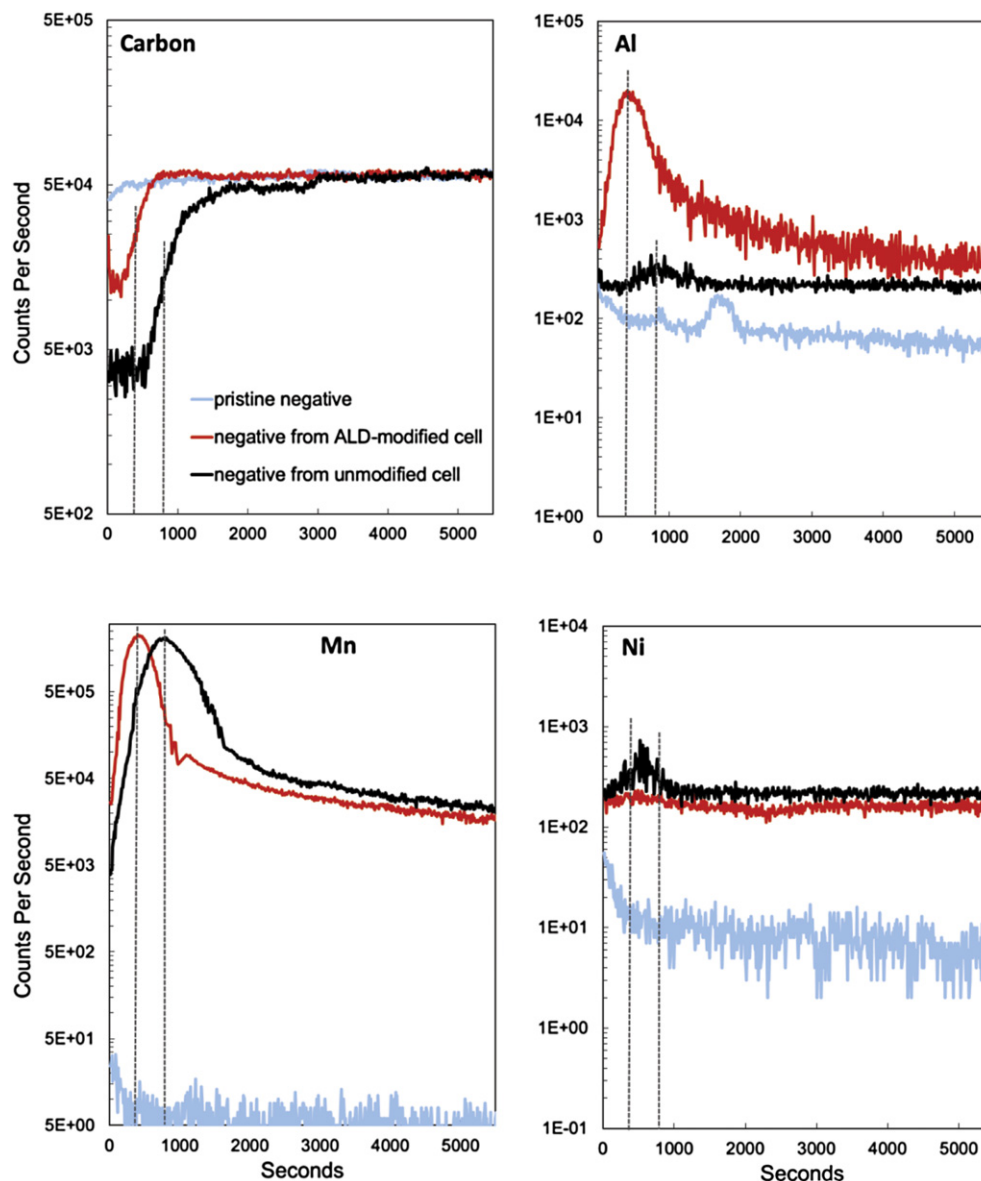 Carbon
5E+05
5E+04
5E+03
5E+02
Counts Per Second
pristine negative
negative from ALD-modified cell
negative from unmodified cell
0 1000 2000 3000 4000 5000
Al
1E+05
1E+04
1E+03
1E+02
1E+01
1E+00
0 1000 2000 3000 4000 5000
Mn
5E+05
5E+04
5E+03
5E+02
5E+01
5E+00
Counts Per Second
0 1000 2000 3000 4000 5000
Seconds
Ni
1E+04
1E+03
1E+02
1E+01
1E+00
1E-01
0 1000 2000 3000 4000 5000
Seconds